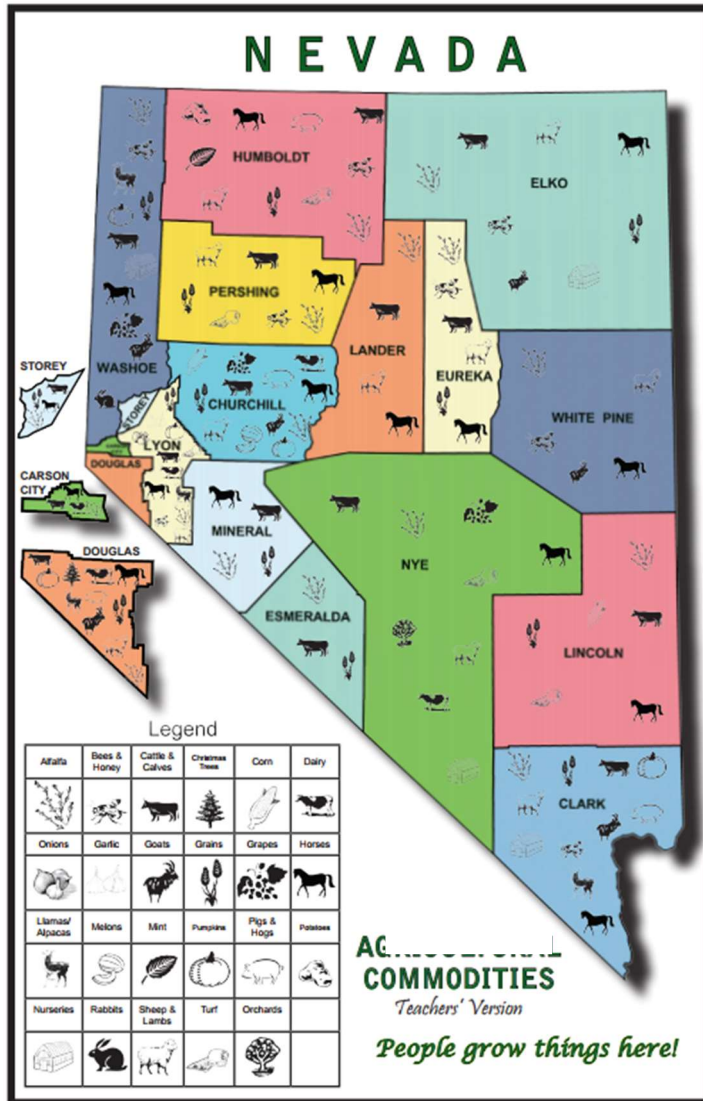 NEVADA
HUMBOLDT
ELKO
PERSHING
LANDER
EUREKA
WASHOE
STOREY
STOREY
CHURCHILL
WHITE PINE
LYON
CARSON
CITY
DOUGLAS
MINERAL
NYE
DOUGLAS
ESMERALDA
LINCOLN
CLARK
Legend
Alfalfa
Bees & Honey
Cattle & Calves
Christmas Trees
Corn
Dairy
Onions
Garlic
Goats
Grains
Grapes
Horses
Llamas/ Alpacas
Melons
Mint
Pumpkins
Pigs & Hogs
Potatoes
Nurseries
Rabbits
Sheep & Lambs
Turf
Orchards
COMMODITIES
Teachers' Version
People grow things here!